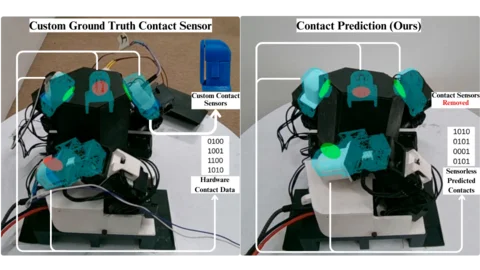 Custom Ground Truth Contact Sensor
Custom Contact
Sensors
0100
1001
1100
1010
Hardware
Contact Data
Contact Prediction (Ours)
Contact Sensors
Removed
1010
0101
0001
0101
Sensorless
Predicted
Contacts